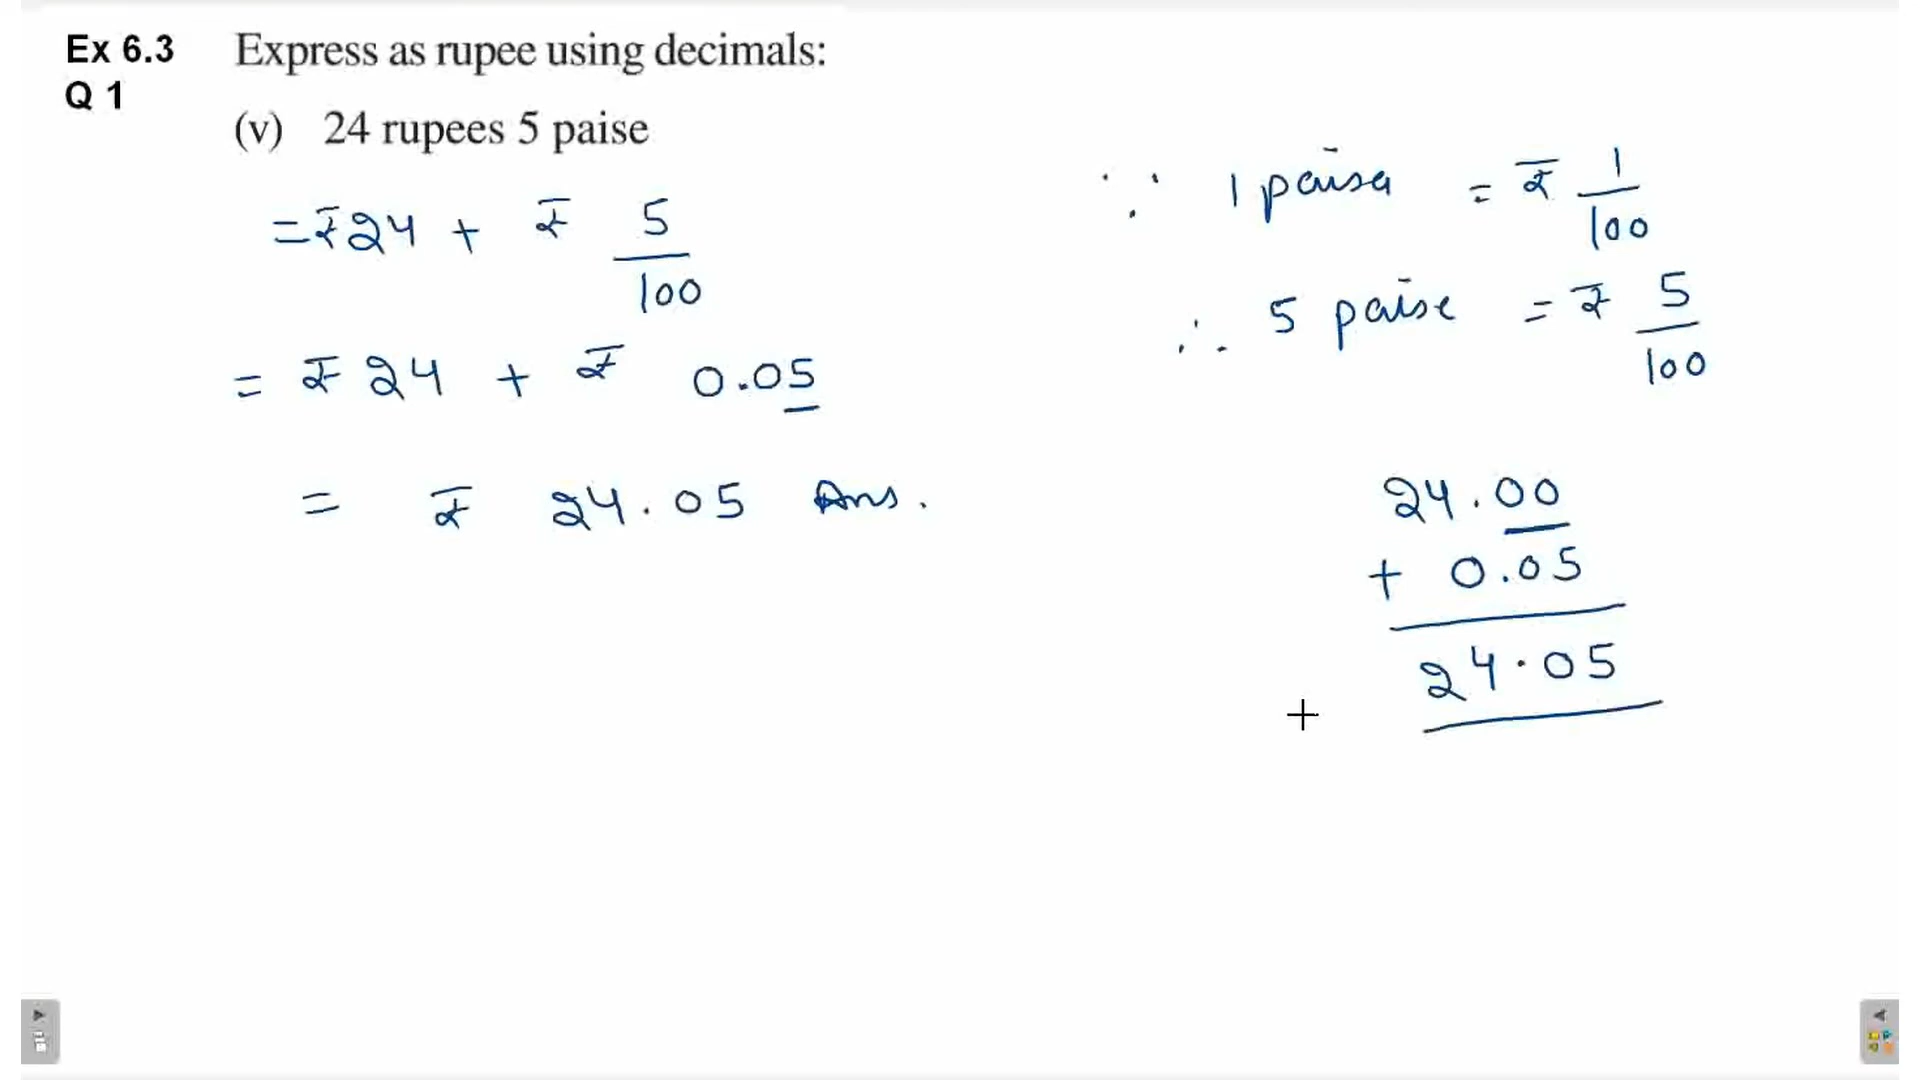 Ex 6.3 Express as rupee using decimals:
Q 1
(v) 24 rupees 5 paise
= ₹ 24 + ₹ 5/100
= ₹ 24 + ₹ 0.05
= ₹ 24.05 Ans.
∵ 1 paisa = ₹ 1/100
∴ 5 paise = ₹ 5/100
24.00
+ 0.05
24.05